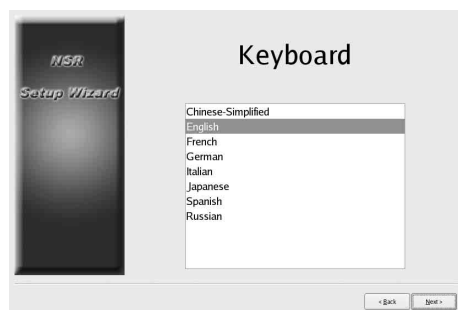 NSR
Setup Wizard
Keyboard
Chinese-Simplified
English
French
German
Italian
Japanese
Spanish
Russian
< Back
Next >